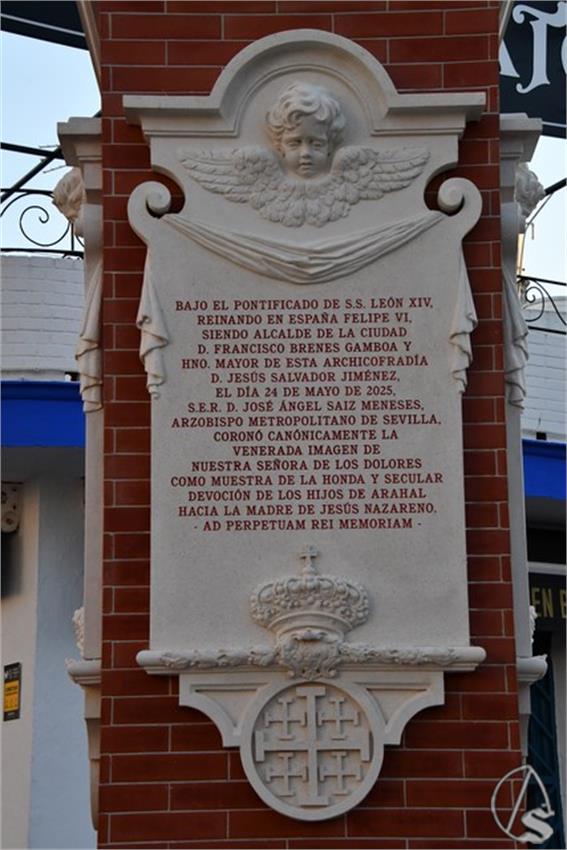 BAJO EL PONTIFICADO DE S.S. LEÓN XIV,
REINANDO EN ESPAÑA FELIPE VI,
SIENDO ALCALDE DE LA CIUDAD
D. FRANCISCO BRENES GAMBOA Y
HNO. MAYOR DE ESTA ARCHICOFRADÍA
D. JESÚS SALVADOR JIMÉNEZ,
EL DÍA 24 DE MAYO DE 2025,
S.E.R. D. JOSÉ ÁNGEL SAIZ MENESES,
ARZOBISPO METROPOLITANO DE SEVILLA,
CORONÓ CANÓNICAMENTE LA
VENERADA IMAGEN DE
NUESTRA SEÑORA DE LOS DOLORES
COMO MUESTRA DE LA HONDA Y SECULAR
DEVOCIÓN DE LOS HIJOS DE ARAHAL
HACIA LA MADRE DE JESÚS NAZARENO.
- AD PERPETUAM REI MEMORIAM -